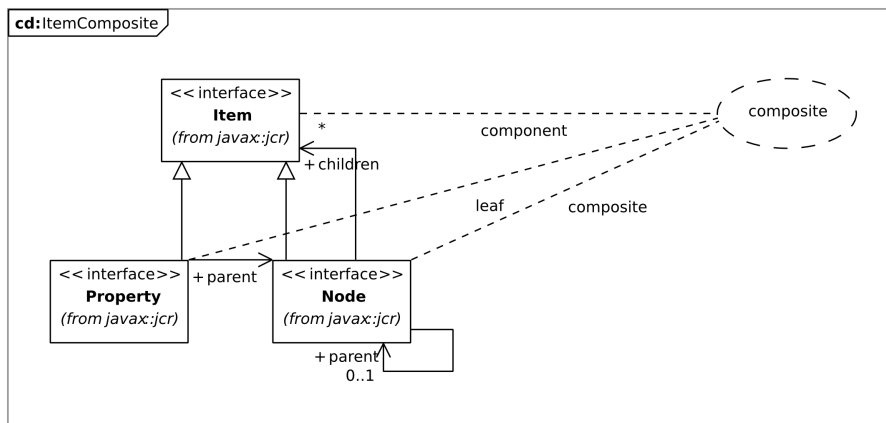 cd:ItemComposite
<<interface>>
Item
(from javax::jcr)
*
+children
component
composite
leaf
composite
<<interface>>
Property
(from javax::jcr)
+parent
<<interface>>
Node
(from javax::jcr)
+parent
0..1